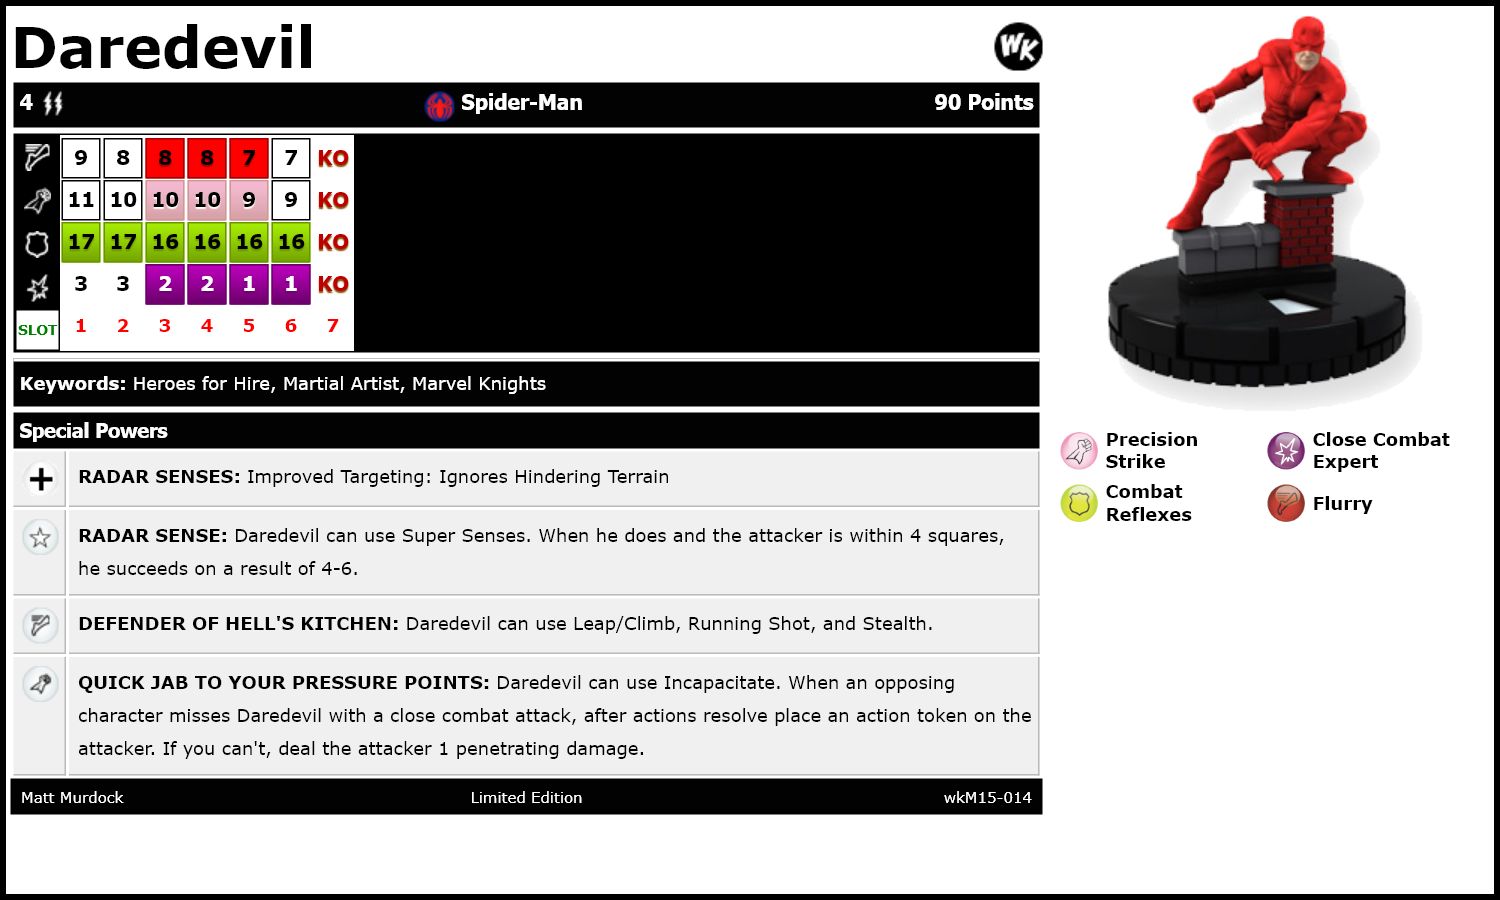 Daredevil
WK
4 Spider-Man 90 Points
9 8 8 8 7 7 KO
11 10 10 10 9 9 KO
17 17 16 16 16 16 KO
3 3 2 2 1 1 KO
SLOT 1 2 3 4 5 6 7
Keywords: Heroes for Hire, Martial Artist, Marvel Knights
Special Powers
RADAR SENSES: Improved Targeting: Ignores Hindering Terrain
RADAR SENSE: Daredevil can use Super Senses. When he does and the attacker is within 4 squares,
he succeeds on a result of 4-6.
DEFENDER OF HELL'S KITCHEN: Daredevil can use Leap/Climb, Running Shot, and Stealth.
QUICK JAB TO YOUR PRESSURE POINTS: Daredevil can use Incapacitate. When an opposing
character misses Daredevil with a close combat attack, after actions resolve place an action token on the
attacker. If you can't, deal the attacker 1 penetrating damage.
Matt Murdock Limited Edition wkM15-014
Precision
Strike
Close Combat
Expert
Combat
Reflexes
Flurry